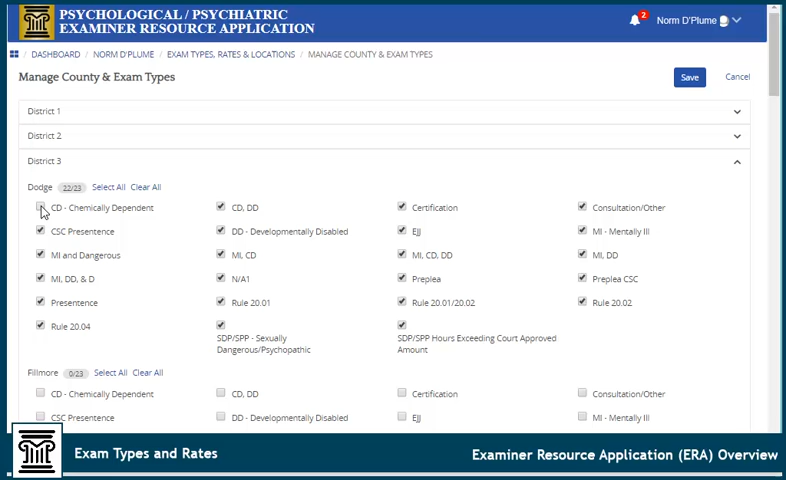 PSYCHOLOGICAL / PSYCHIATRIC
EXAMINER RESOURCE APPLICATION
2
Norm D'Plume
/ DASHBOARD / NORM D'PLUME / EXAM TYPES, RATES & LOCATIONS / MANAGE COUNTY & EXAM TYPES
Manage County & Exam Types
Save Cancel
District 1
District 2
District 3
Dodge 22/23 Select All Clear All
CD - Chemically Dependent CD, DD Certification Consultation/Other
CSC Presentence DD - Developmentally Disabled EJJ MI - Mentally Ill
MI and Dangerous MI, CD MI, CD, DD MI, DD
MI, DD, & D N/A1 Preplea Preplea CSC
Presentence Rule 20.01 Rule 20.01/20.02 Rule 20.02
Rule 20.04
SDP/SPP - Sexually SDP/SPP Hours Exceeding Court Approved
Dangerous/Psychopathic Amount
Fillmore 0/23 Select All Clear All
CD - Chemically Dependent CD, DD Certification Consultation/Other
CSC Presentence DD - Developmentally Disabled EJJ MI - Mentally Ill
Exam Types and Rates Examiner Resource Application (ERA) Overview